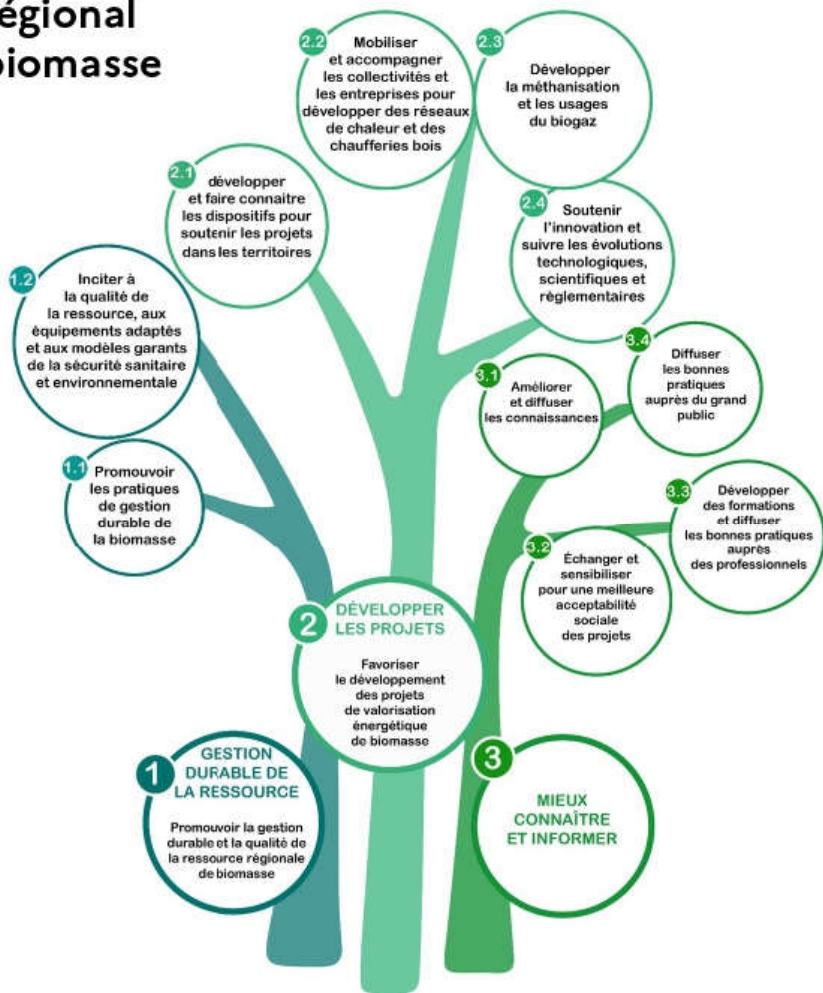 égional
biomasse
2.2
Mobiliser
et accompagner
les collectivités et
les entreprises pour
développer des réseaux
de chaleur et des
chaufferies bois
2.3
Développer
la méthanisation
et les usages
du biogaz
2.1
développer
et faire connaitre
les dispositifs pour
soutenir les projets
dans les territoires
2.4
Soutenir
l'innovation et
suivre les évolutions
technologiques,
scientifiques et
règlementaires
1.2
Inciter à
la qualité de
la ressource, aux
équipements adaptés
et aux modèles garants
de la sécurité sanitaire
et environnementale
3.4
Diffuser
les bonnes
pratiques
auprès du grand
public
3.1
Améliorer
et diffuser
les connaissances
1.1
Promouvoir
les pratiques
de gestion
durable de
la biomasse
3.3
Développer
des formations
et diffuser
les bonnes pratiques
auprès
des professionnels
3.2
Échanger et
sensibiliser
pour une meilleure
acceptabilité
sociale
des projets
2
DÉVELOPPER
LES PROJETS
Favoriser
le développement
des projets
de valorisation
énergétique
de biomasse
1
GESTION
DURABLE DE
LA RESSOURCE
Promouvoir la gestion
durable et la qualité de
la ressource régionale
de biomasse
3
MIEUX
CONNAÎTRE
ET INFORMER